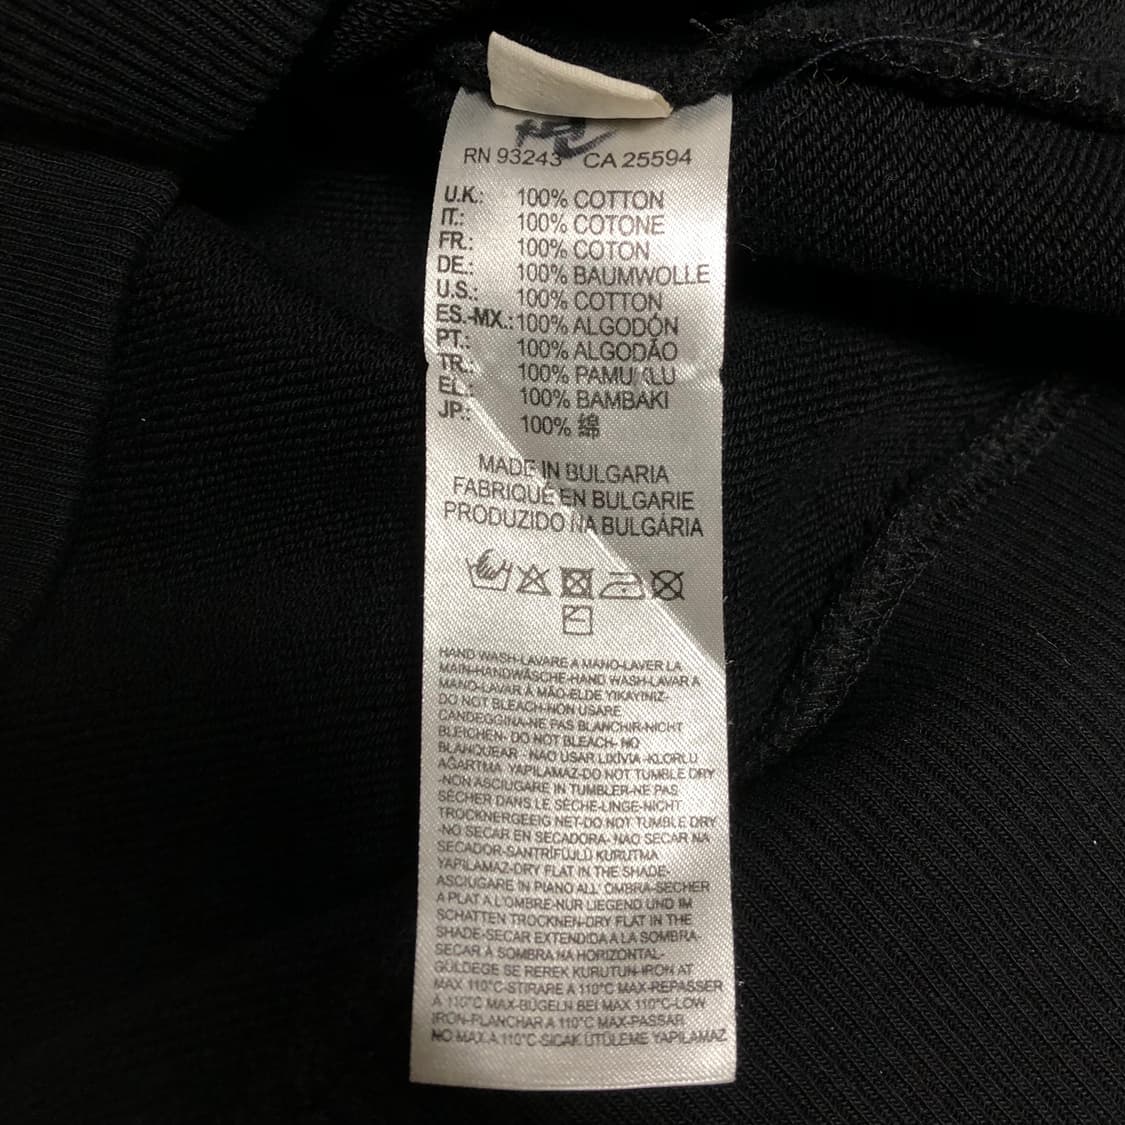 RN 93243 CA 25594
U.K.: 100% COTTON
IT.: 100% COTONE
FR.: 100% COTON
DE.: 100% BAUMWOLLE
U.S.: 100% COTTON
ES.-MX.: 100% ALGODÓN
PT.: 100% ALGODÃO
TR.: 100% PAMUKLU
EL.: 100% BAMBAKI
JP.: 100% 綿
MADE IN BULGARIA
FABRIQUÉ EN BULGARIE
PRODUZIDO NA BULGÁRIA
HAND WASH-LAVARE A MANO-LAVER LA
MAIN-HANDWÄSCHE-HAND WASH-LAVAR A
MANO-LAVAR À MÃO-ELDE YIKAYINIZ-
DO NOT BLEACH-NON USARE
CANDEGGINA-NE PAS BLANCHIR-NICHT
BLEICHEN- DO NOT BLEACH- NO
BLANQUEAR - NAO USAR LIXÍVIA -KLORLU
AĞARTMA YAPILAMAZ-DO NOT TUMBLE DRY
-NON ASCIUGARE IN TUMBLER-NE PAS
SÉCHER DANS LE SÈCHE-LINGE-NICHT
TROCKNERGEEIG NET-DO NOT TUMBLE DRY
-NO SECAR EN SECADORA- NAO SECAR NA
SECADOR-SANTRİFÜJLÜ KURUTMA
YAPILAMAZ-DRY FLAT IN THE SHADE-
ASCIUGARE IN PIANO ALL' OMBRA-SÉCHER
A PLAT A L'OMBRE-NUR LIEGEND UND IM
SCHATTEN TROCKNEN-DRY FLAT IN THE
SHADE-SECAR EXTENDIDA A LA SOMBRA-
SECAR À SOMBRA NA HORIZONTAL-
GÜLDEGE SE REREK KURUTUN-IRON AT
MAX 110°C-STIRARE A 110°C MAX-REPASSER
A 110°C MAX-BÜGELN BEI MAX 110°C-LOW
IRON-PLANCHAR A 110°C MAX-PASSAR
NO MAX.A 110°C-SICAK ÜTÜLEME YAPILAMAZ